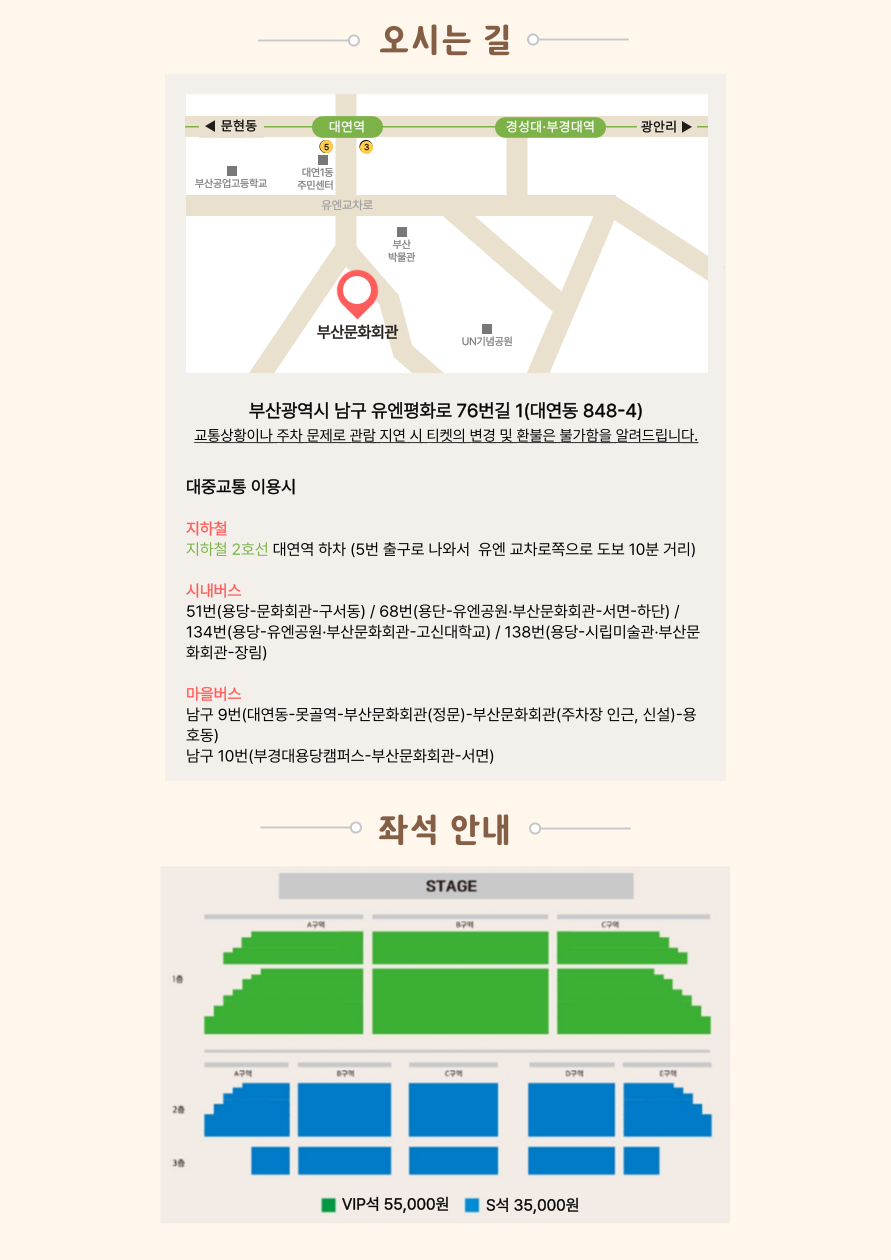 오시는 길
◀ 문현동
대연역
경성대·부경대역
광안리 ▶
5
3
부산공업고등학교
대연1동
주민센터
유엔교차로
부산
박물관
부산문화회관
UN기념공원
부산광역시 남구 유엔평화로 76번길 1(대연동 848-4)
교통상황이나 주차 문제로 관람 지연 시 티켓의 변경 및 환불은 불가함을 알려드립니다.
대중교통 이용시
지하철
지하철 2호선 대연역 하차 (5번 출구로 나와서 유엔 교차로쪽으로 도보 10분 거리)
시내버스
51번(용당-문화회관-구서동) / 68번(용단-유엔공원·부산문화회관-서면-하단) /
134번(용당-유엔공원·부산문화회관-고신대학교) / 138번(용당-시립미술관·부산문
화회관-장림)
마을버스
남구 9번(대연동-못골역-부산문화회관(정문)-부산문화회관(주차장 인근, 신설)-용
호동)
남구 10번(부경대용당캠퍼스-부산문화회관-서면)
좌석 안내
STAGE
A구역
B구역
C구역
1층
A구역
B구역
C구역
D구역
E구역
2층
3층
VIP석 55,000원
S석 35,000원